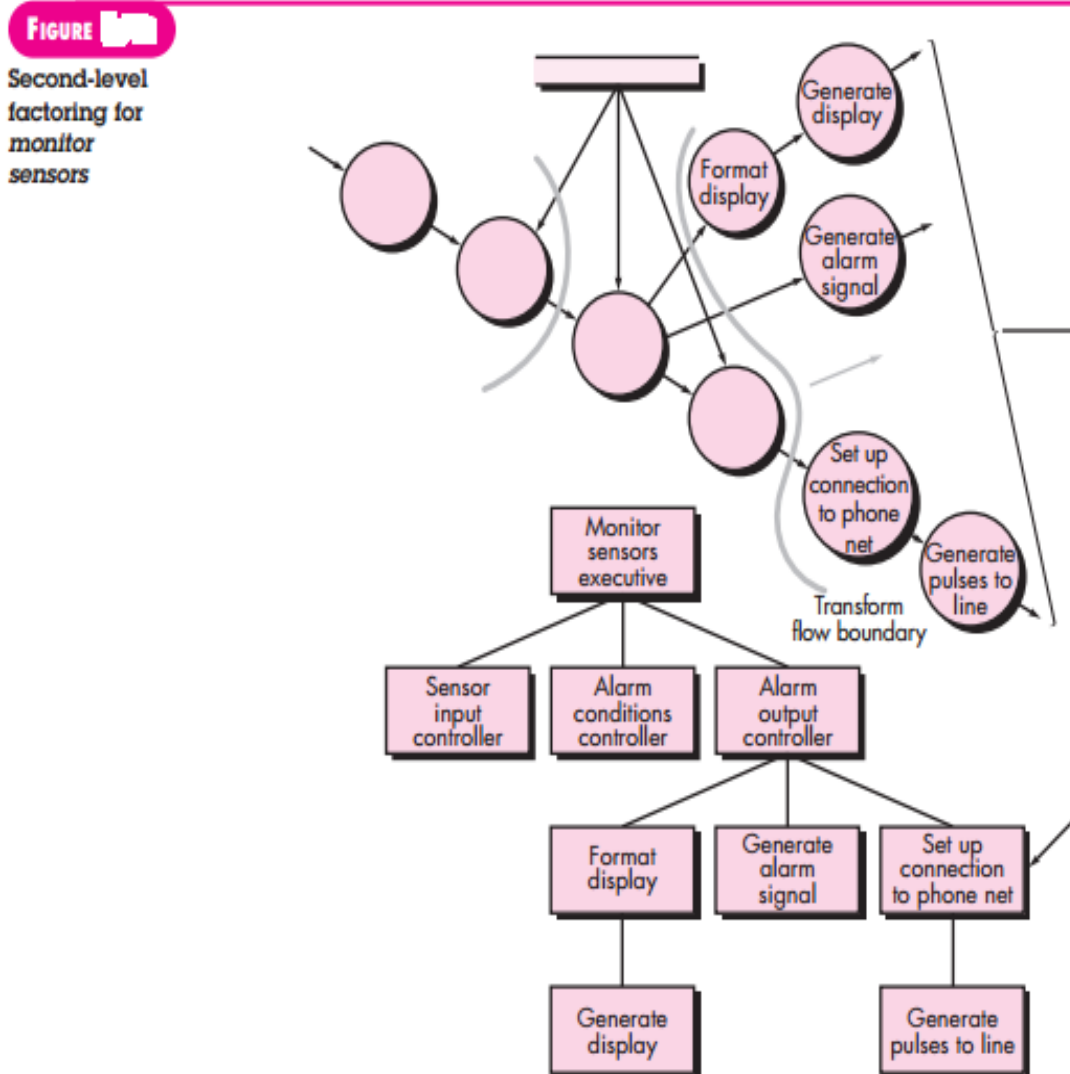 FIGURE
Second-level
factoring for
monitor
sensors
Generate
display
Format
display
Generate
alarm
signal
Set up
connection
to phone
net
Generate
pulses to
line
Transform
flow boundary
Monitor
sensors
executive
Sensor
input
controller
Alarm
conditions
controller
Alarm
output
controller
Format
display
Generate
alarm
signal
Set up
connection
to phone net
Generate
display
Generate
pulses to line